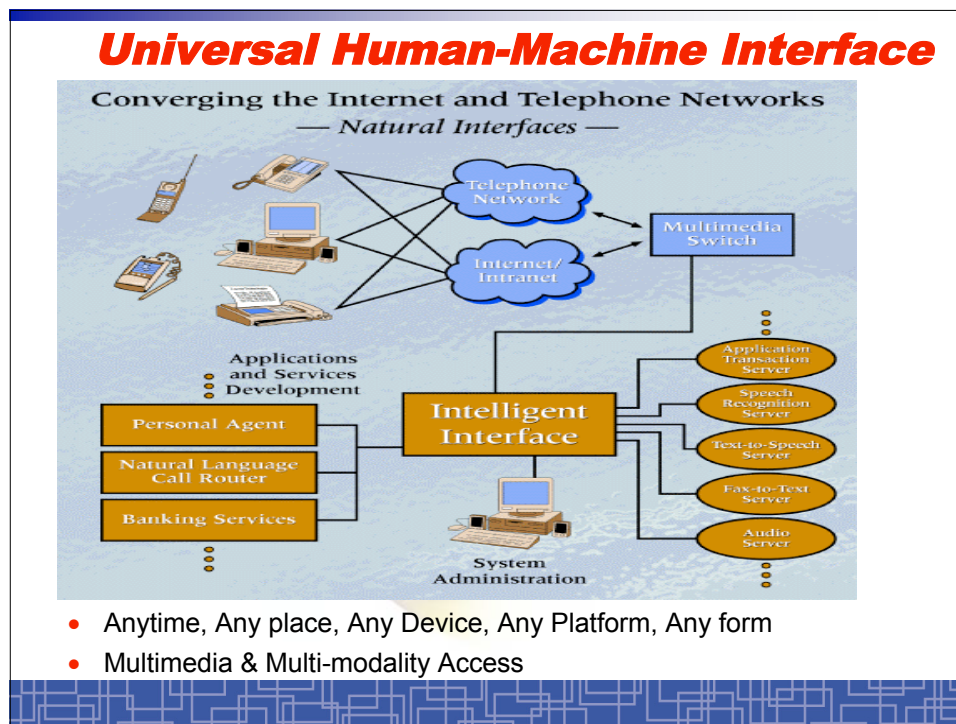 Universal Human-Machine Interface
Converging the Internet and Telephone Networks
— Natural Interfaces —
Telephone
Network
Multimedia
Switch
Internet/
Intranet
Applications
and Services
Development
Application
Transaction
Server
Personal Agent
Intelligent
Interface
Speech
Recognition
Server
Natural Language
Call Router
Text-to-Speech
Server
Banking Services
Fax-to-Text
Server
Audio
Server
System
Administration
• Anytime, Any place, Any Device, Any Platform, Any form
• Multimedia & Multi-modality Access